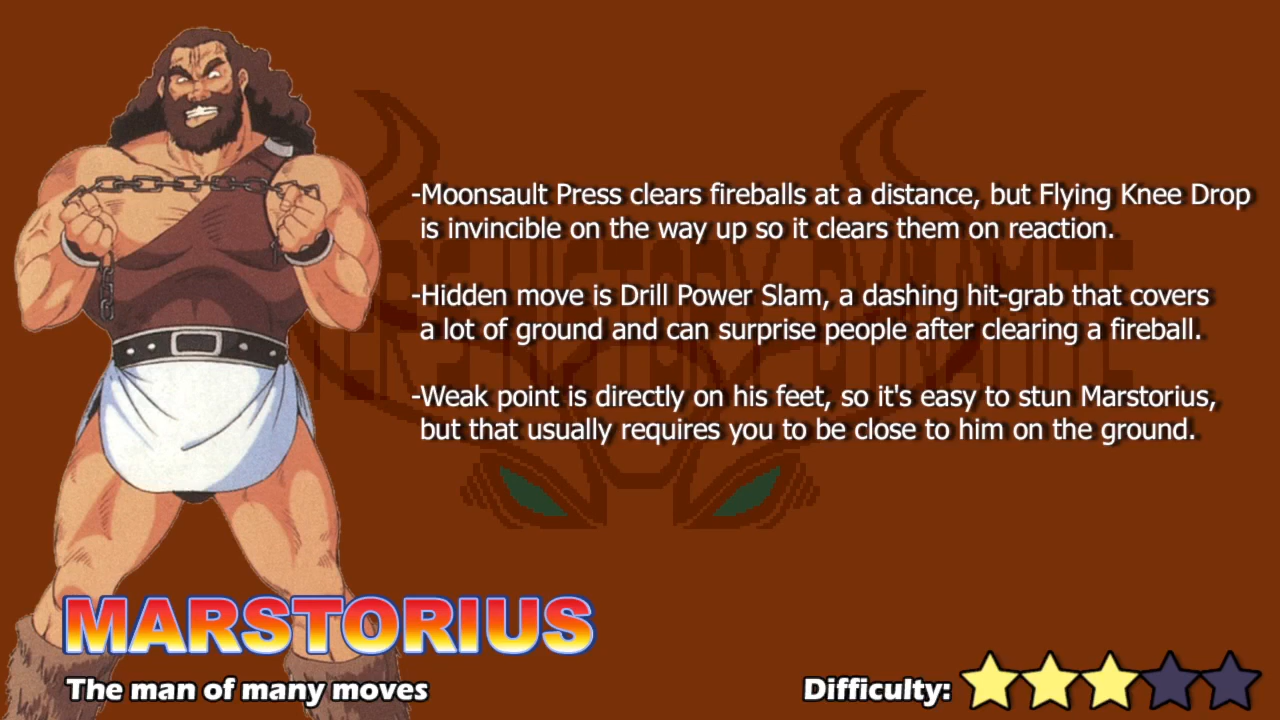 -Moonsault Press clears fireballs at a distance, but Flying Knee Drop
is invincible on the way up so it clears them on reaction.
-Hidden move is Drill Power Slam, a dashing hit-grab that covers
a lot of ground and can surprise people after clearing a fireball.
-Weak point is directly on his feet, so it's easy to stun Marstorius,
but that usually requires you to be close to him on the ground.
MARSTORIUS
The man of many moves
Difficulty: